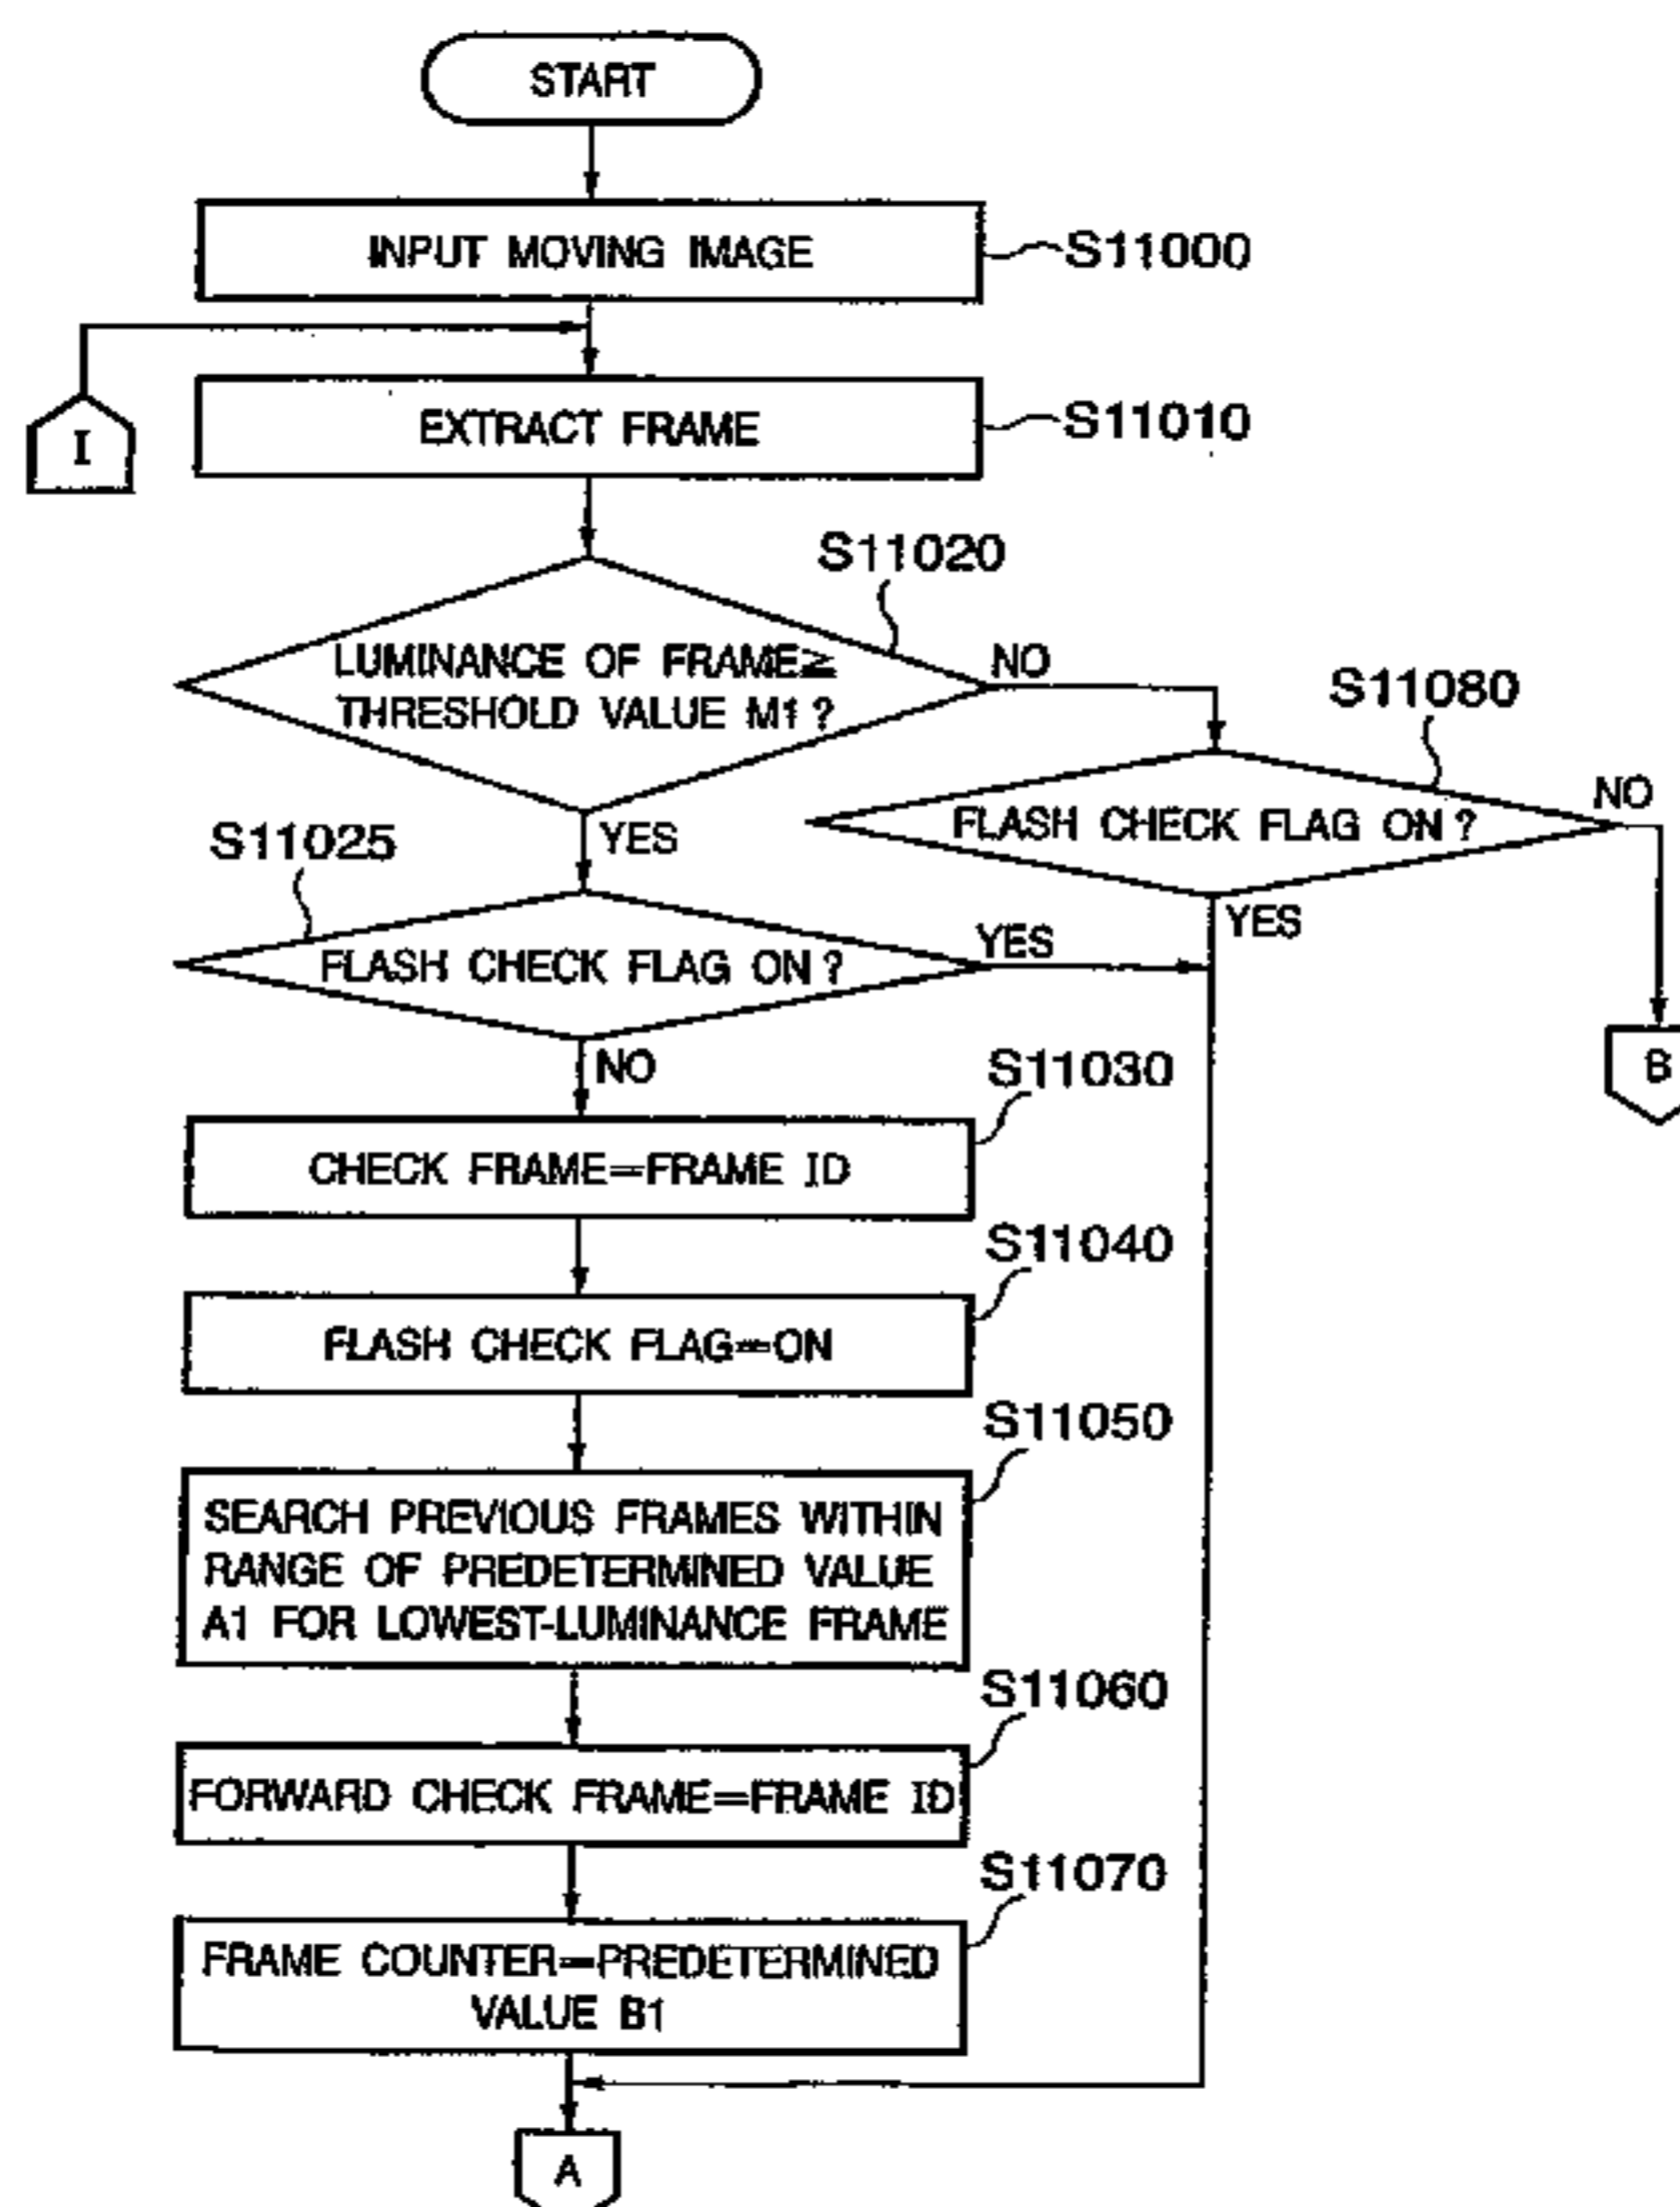 START
INPUT MOVING IMAGE
S11000
I
EXTRACT FRAME
S11010
S11020
LUMINANCE OF FRAME≧
THRESHOLD VALUE M1?
NO
YES
S11080
FLASH CHECK FLAG ON?
NO
YES
B
S11025
FLASH CHECK FLAG ON?
YES
NO
S11030
CHECK FRAME=FRAME ID
S11040
FLASH CHECK FLAG=ON
S11050
SEARCH PREVIOUS FRAMES WITHIN
RANGE OF PREDETERMINED VALUE
A1 FOR LOWEST-LUMINANCE FRAME
S11060
FORWARD CHECK FRAME=FRAME ID
S11070
FRAME COUNTER=PREDETERMINED
VALUE B1
A